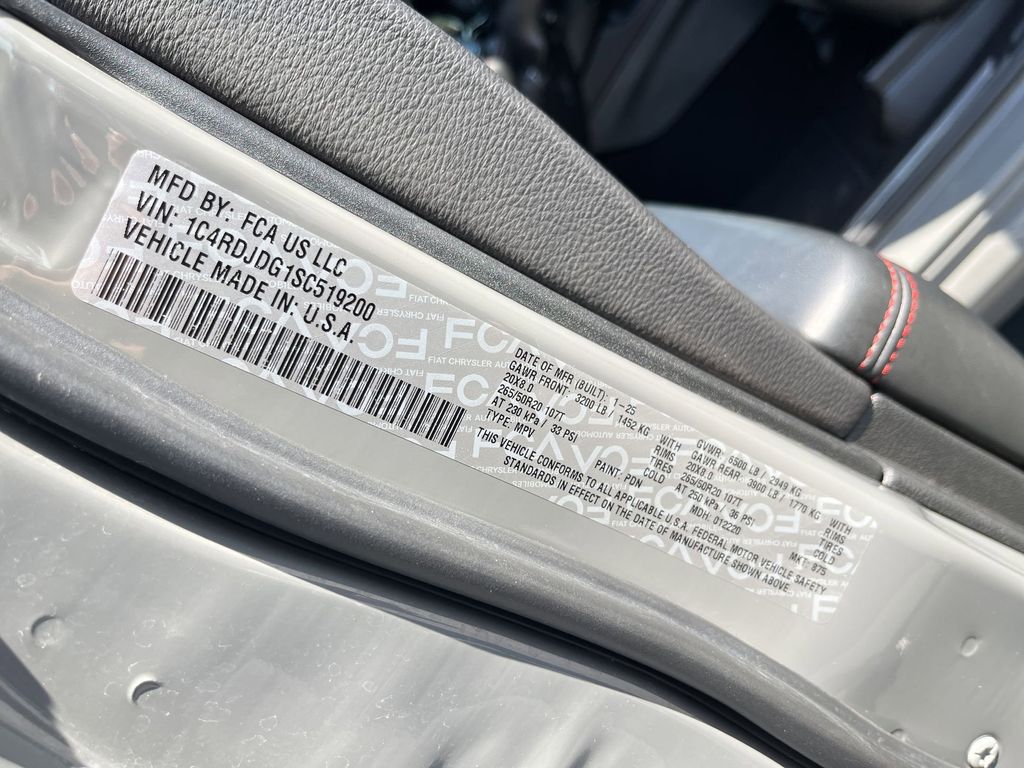 MFD BY: FCA US LLC
VIN: 1C4RDJDG1SC519200
VEHICLE MADE IN: U.S.A.
DATE OF MFR (BUILT): 1-25 GVWR: 6500 LB / 2949 KG
GAWR FRONT: 3200 LB / 1452 KG WITH GAWR REAR: 3900 LB / 1770 KG WITH
20X8.0 RIMS 20X8.0 RIMS
265/50R20 107T TIRES 265/50R20 107T TIRES
AT 230 kPa / 33 PSI COLD AT 250 kPa / 36 PSI COLD
TYPE: MPV PAINT: PDN MDH: 012220 MKT: 875
THIS VEHICLE CONFORMS TO ALL APPLICABLE U.S.A. FEDERAL MOTOR VEHICLE SAFETY
STANDARDS IN EFFECT ON THE DATE OF MANUFACTURE SHOWN ABOVE.